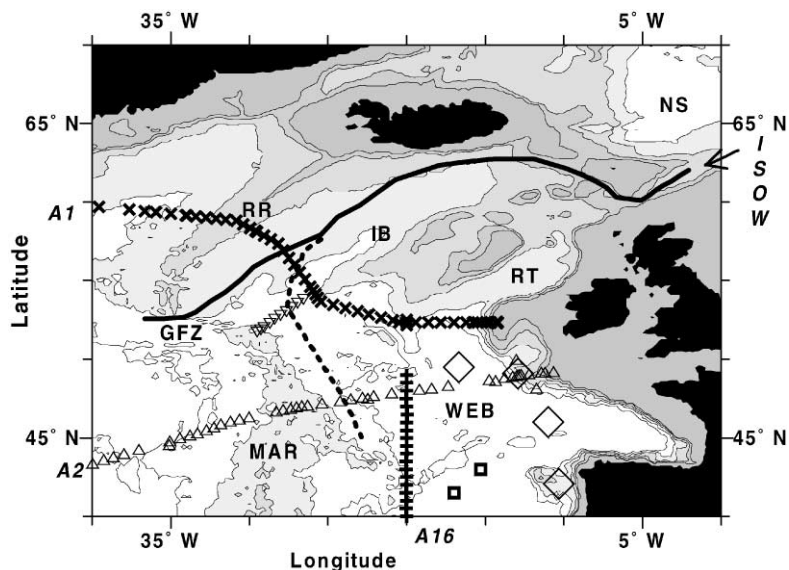 35° W
5° W
NS
65° N
65° N
I
S
O
W
A1
RR
IB
RT
Latitude
GFZ
WEB
45° N
MAR
45° N
A2
35° W
A16
5° W
Longitude